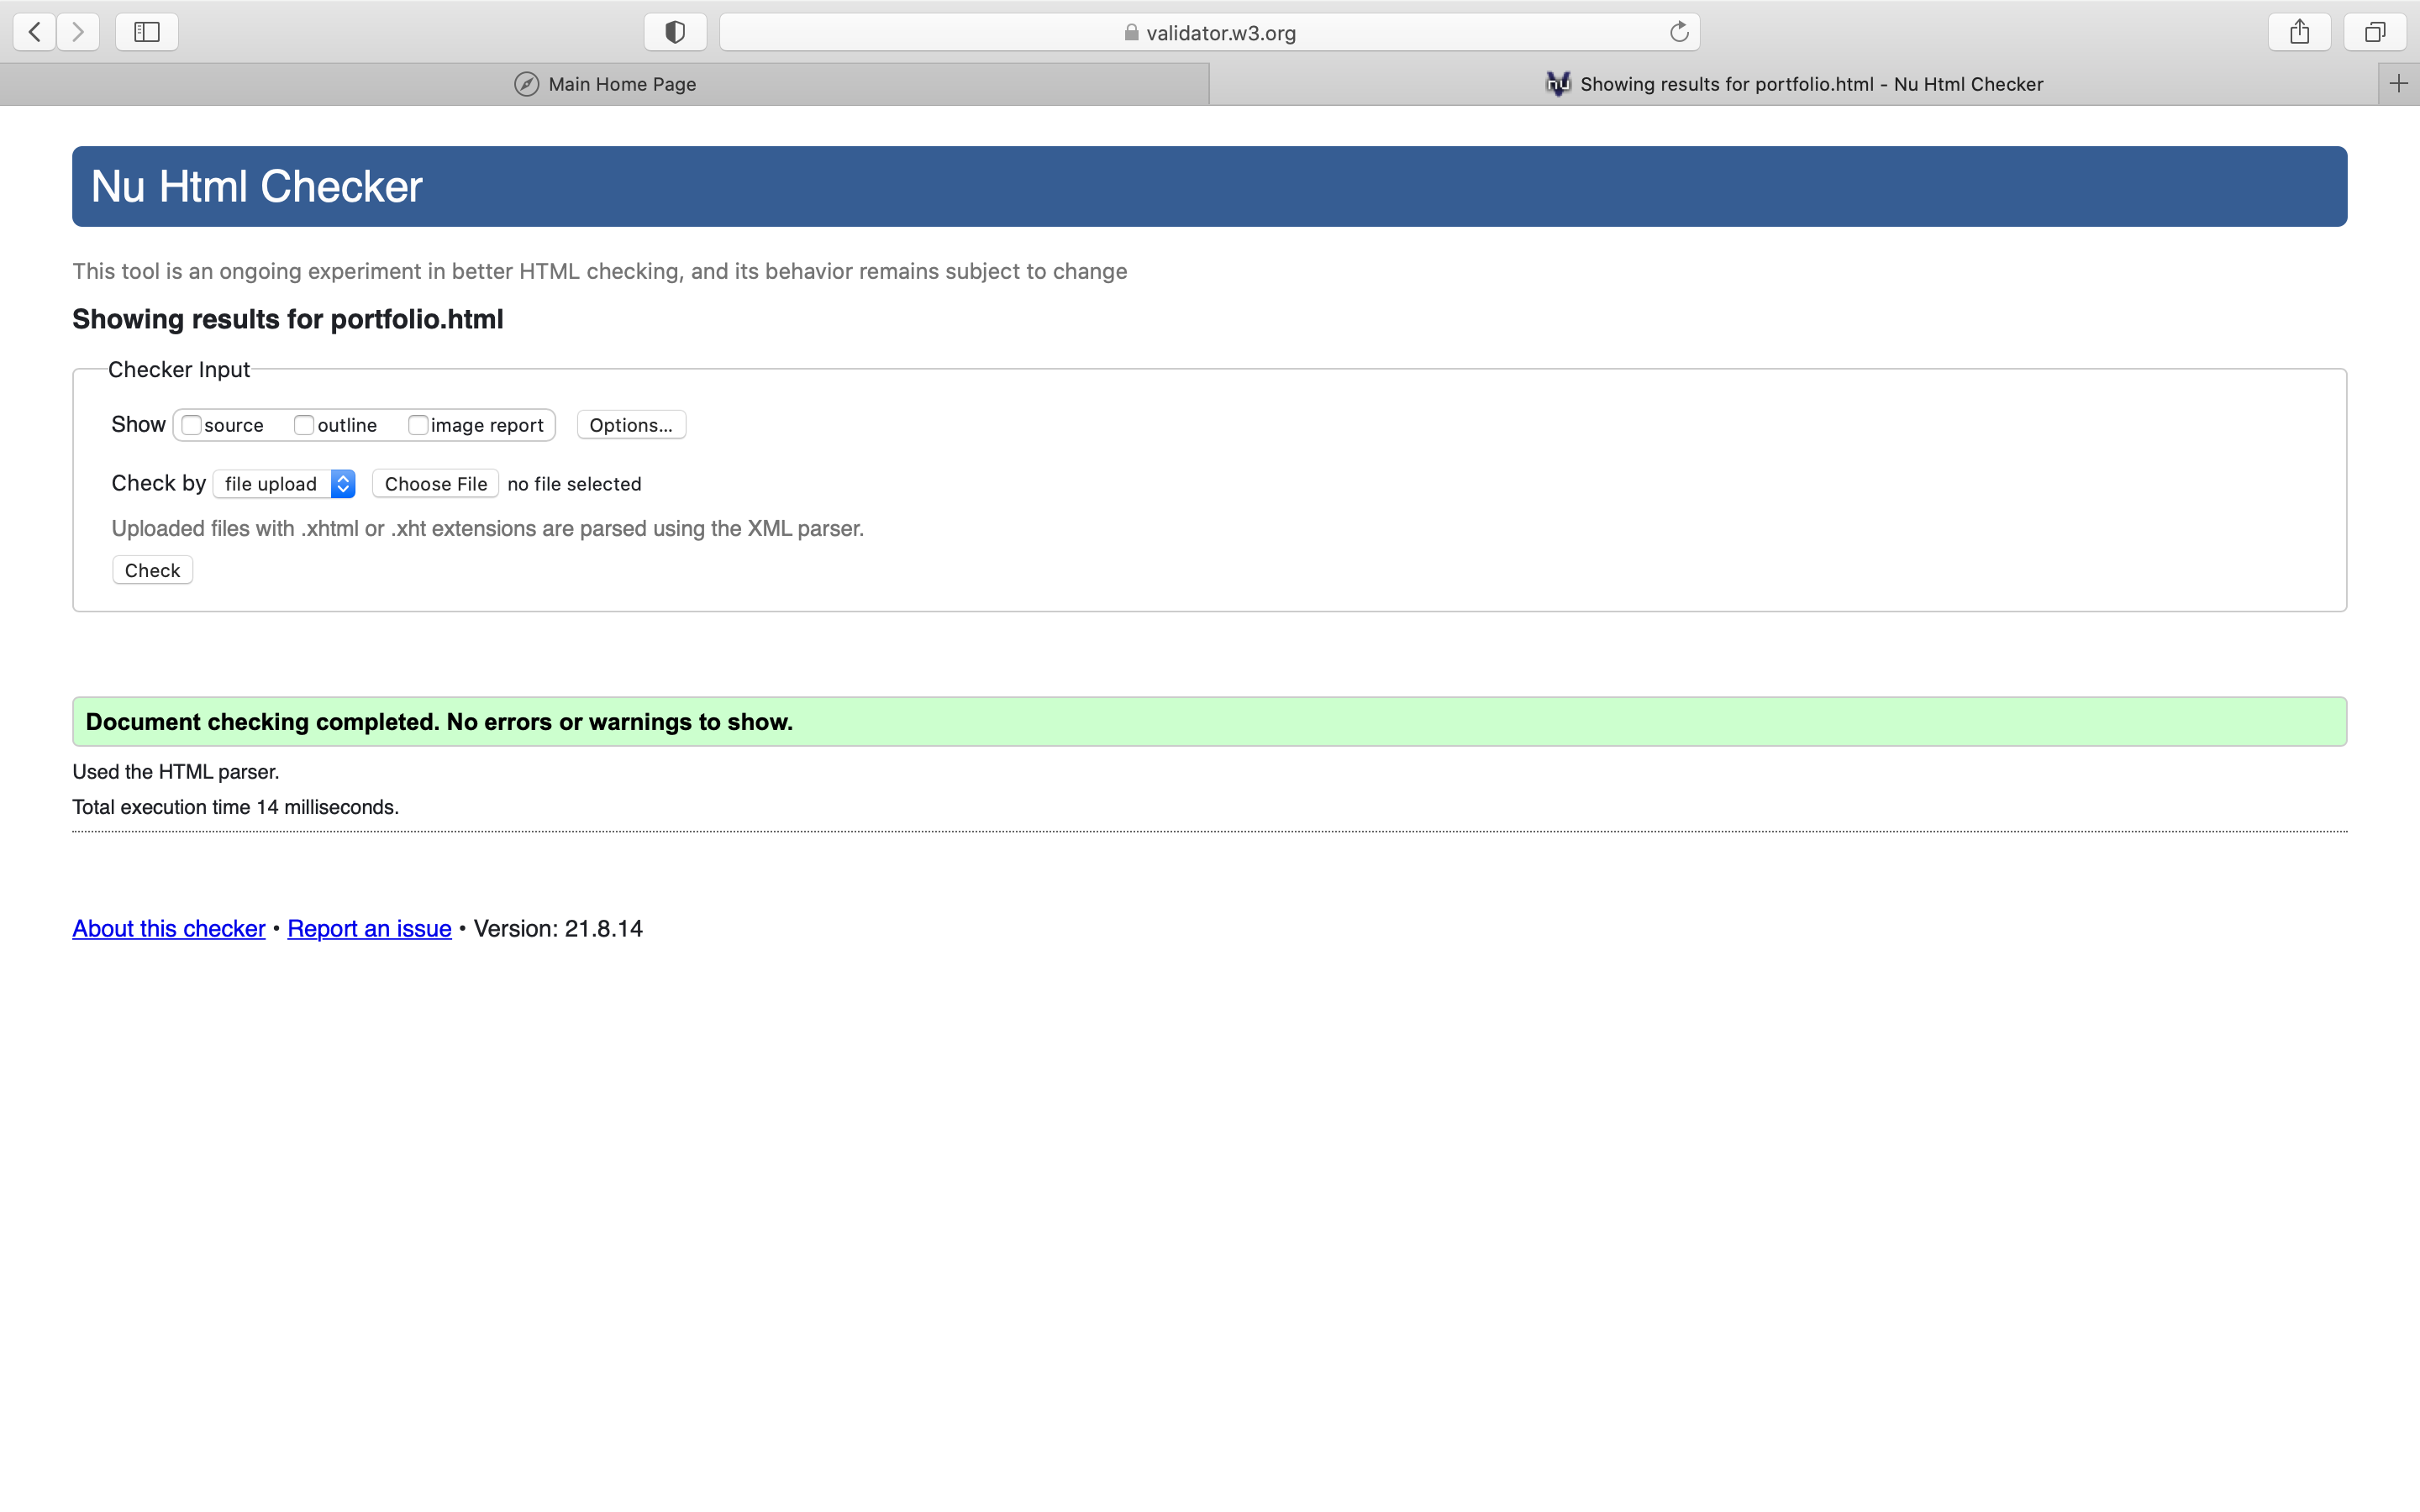 validator.w3.org
Main Home Page
nu Showing results for portfolio.html - Nu Html Checker
Nu Html Checker
This tool is an ongoing experiment in better HTML checking, and its behavior remains subject to change
Showing results for portfolio.html
Checker Input
Show source outline image report Options...
Check by file upload Choose File no file selected
Uploaded files with .xhtml or .xht extensions are parsed using the XML parser.
Check
Document checking completed. No errors or warnings to show.
Used the HTML parser.
Total execution time 14 milliseconds.
About this checker • Report an issue • Version: 21.8.14